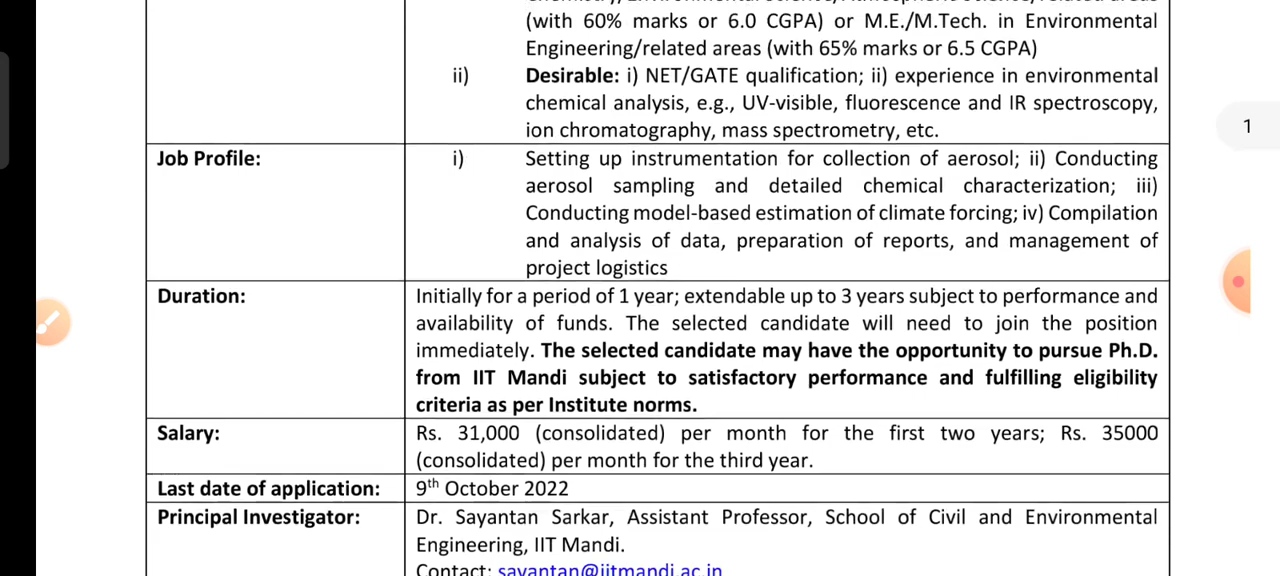 (with 60% marks or 6.0 CGPA) or M.E./M.Tech. in Environmental
Engineering/related areas (with 65% marks or 6.5 CGPA)
ii) Desirable: i) NET/GATE qualification; ii) experience in environmental
chemical analysis, e.g., UV-visible, fluorescence and IR spectroscopy,
ion chromatography, mass spectrometry, etc.
1
Job Profile: i) Setting up instrumentation for collection of aerosol; ii) Conducting
aerosol sampling and detailed chemical characterization; iii)
Conducting model-based estimation of climate forcing; iv) Compilation
and analysis of data, preparation of reports, and management of
project logistics
Duration: Initially for a period of 1 year; extendable up to 3 years subject to performance and
availability of funds. The selected candidate will need to join the position
immediately. The selected candidate may have the opportunity to pursue Ph.D.
from IIT Mandi subject to satisfactory performance and fulfilling eligibility
criteria as per Institute norms.
Salary: Rs. 31,000 (consolidated) per month for the first two years; Rs. 35000
(consolidated) per month for the third year.
Last date of application: 9th October 2022
Principal Investigator: Dr. Sayantan Sarkar, Assistant Professor, School of Civil and Environmental
Engineering, IIT Mandi.
Contact: sayantan@iitmandi.ac.in